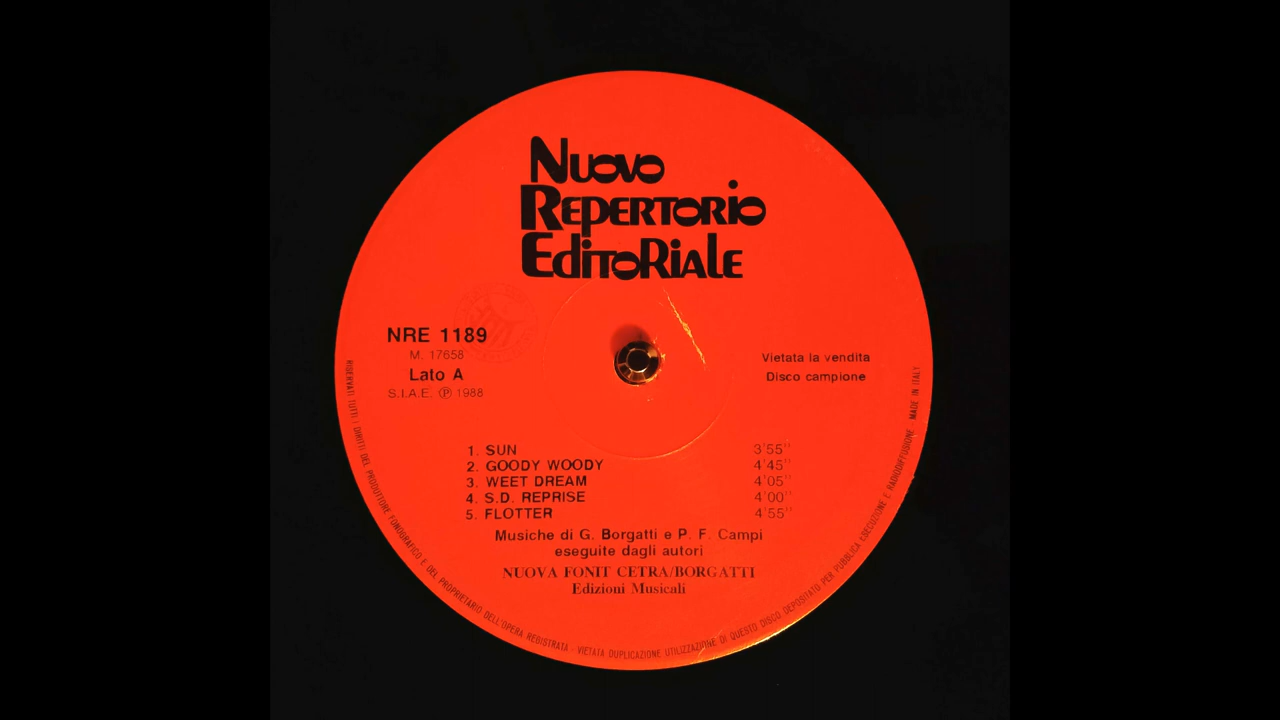 Nuovo
Repertorio
Editoriale
NRE 1189
M. 17658
Lato A
S.I.A.E. Ⓟ 1988
Vietata la vendita
Disco campione
1. SUN 3'55"
2. GOODY WOODY 4'45"
3. WEET DREAM 4'05"
4. S.D. REPRISE 4'00"
5. FLOTTER 4'55"
Musiche di G. Borgatti e P. F. Campi
eseguite dagli autori
NUOVA FONIT CETRA/BORGATTI
Edizioni Musicali
RISERVATI TUTTI I DIRITTI DEL PRODUTTORE FONOGRAFICO E DEL PROPRIETARIO DELL'OPERA REGISTRATA - VIETATA DUPLICAZIONE UTILIZZAZIONE DI QUESTO DISCO DEPOSITATO PER PUBBLICA ESECUZIONE E RADIODIFFUSIONE - MADE IN ITALY